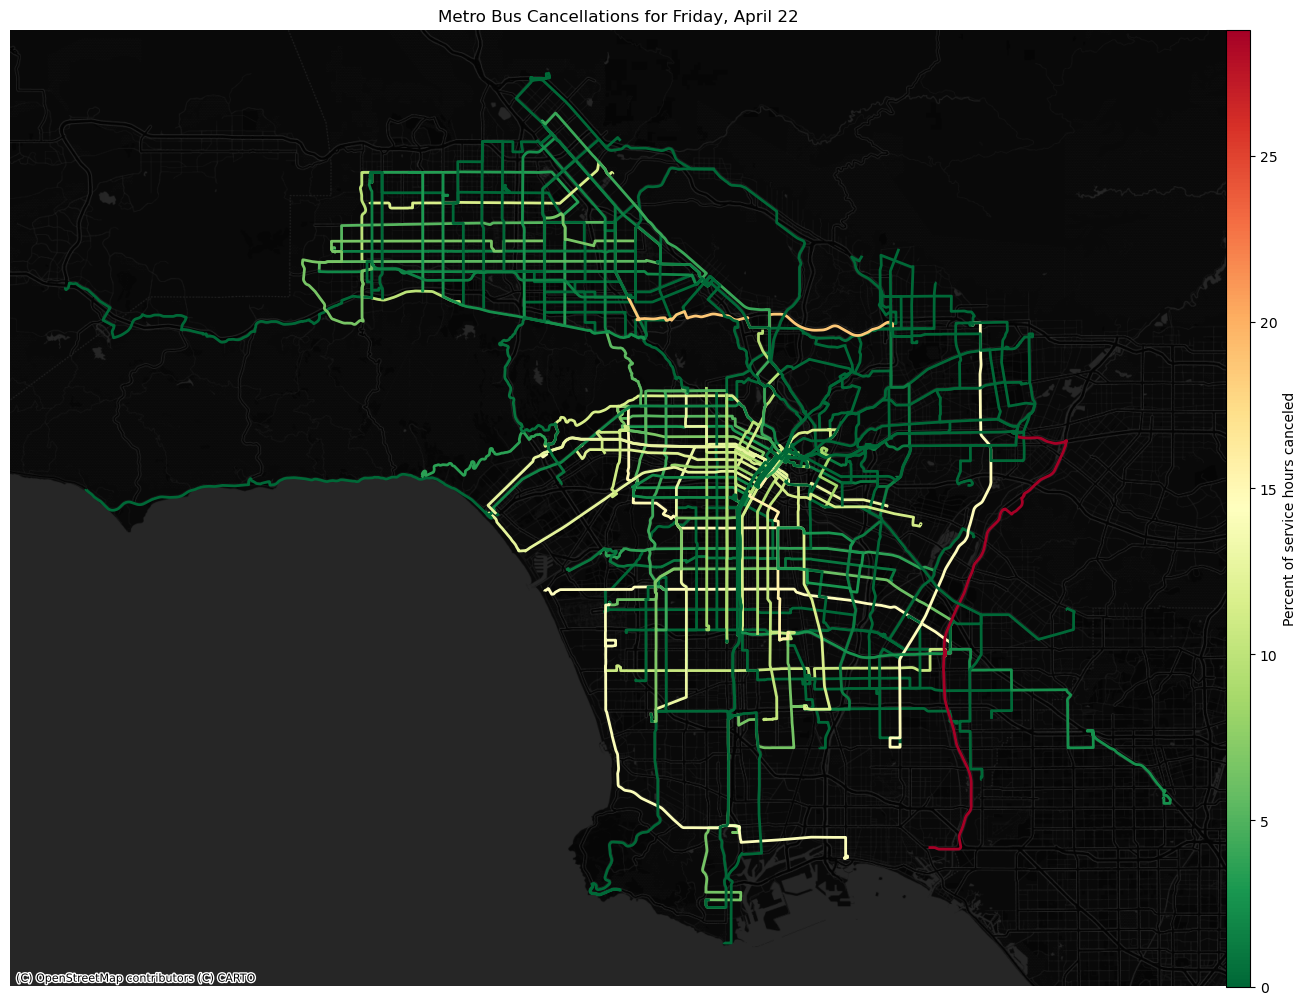 Metro Bus Cancellations for Friday, April 22
25
20
15
10
5
0
Percent of service hours canceled
(C) OpenStreetMap contributors (C) CARTO